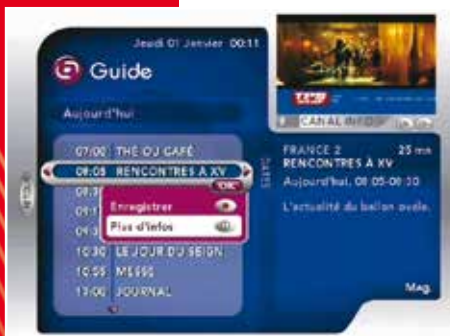 Jeudi 01 Janvier 00:11
Guide
Aujourd'hui
07:00 THE OU CAFÉ
08:05 RENCONTRES A XV
OK
Enregistrer
Plus d'infos
10:30 LE JOUR DU SEIGN
10:55 MESSE
13:00 JOURNAL
CANAL INFO
FRANCE 2 25 mn
RENCONTRES A XV
Aujourd'hui, 08:05-08:30
L'actualité du ballon ovale.
Mag.